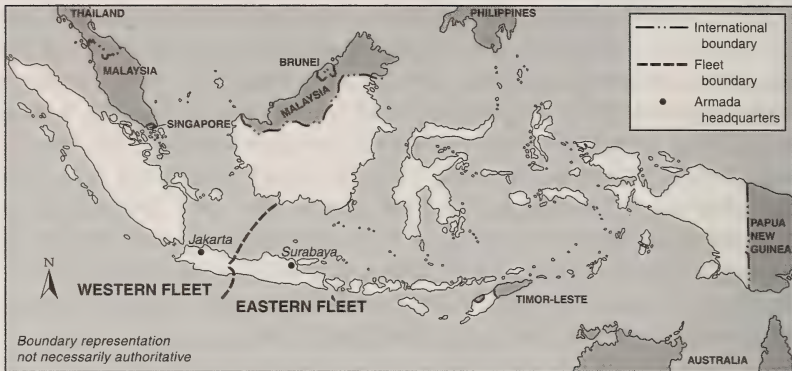 THAILAND
PHILIPPINES
MALAYSIA
BRUNEI
MALAYSIA
SINGAPORE
International
boundary
Fleet
boundary
Armada
headquarters
Jakarta
Surabaya
PAPUA
NEW
GUINEA
N
WESTERN FLEET
EASTERN FLEET
TIMOR-LESTE
Boundary representation
not necessarily authoritative
AUSTRALIA